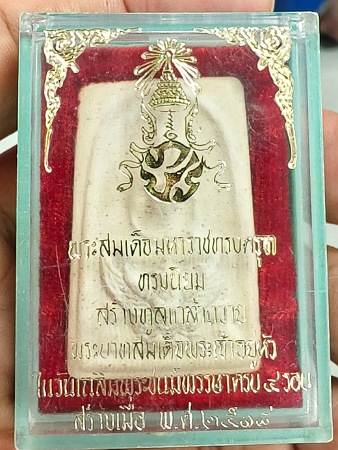 พระสมเด็จมหาราชทรงครุฑ
ทรงนิยม
สร้างทูลเกล้าถวาย
พระบาทสมเด็จพระเจ้าอยู่หัว
ในวันเฉลิมพระชนม์พรรษาครบ ๔ รอบ
สร้างเมื่อ พ.ศ.๒๕๑๘